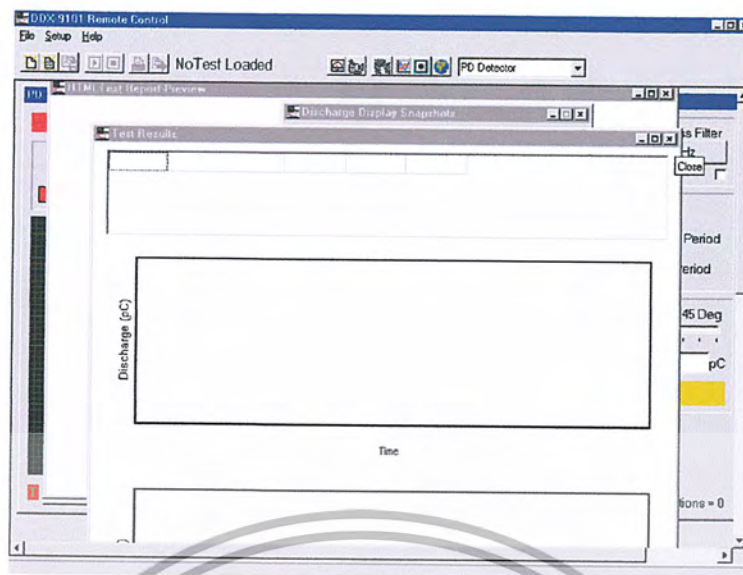 DDX 9101 Remote Control
File Setup Help
NoTest Loaded
PD Detector
PD
HTML Test Report Preview
Discharge Display Snapshots
Test Results
ss Filter
Hz
Close
Period
eriod
45 Deg
pC
Discharge (pC)
Time
T
tions = 0